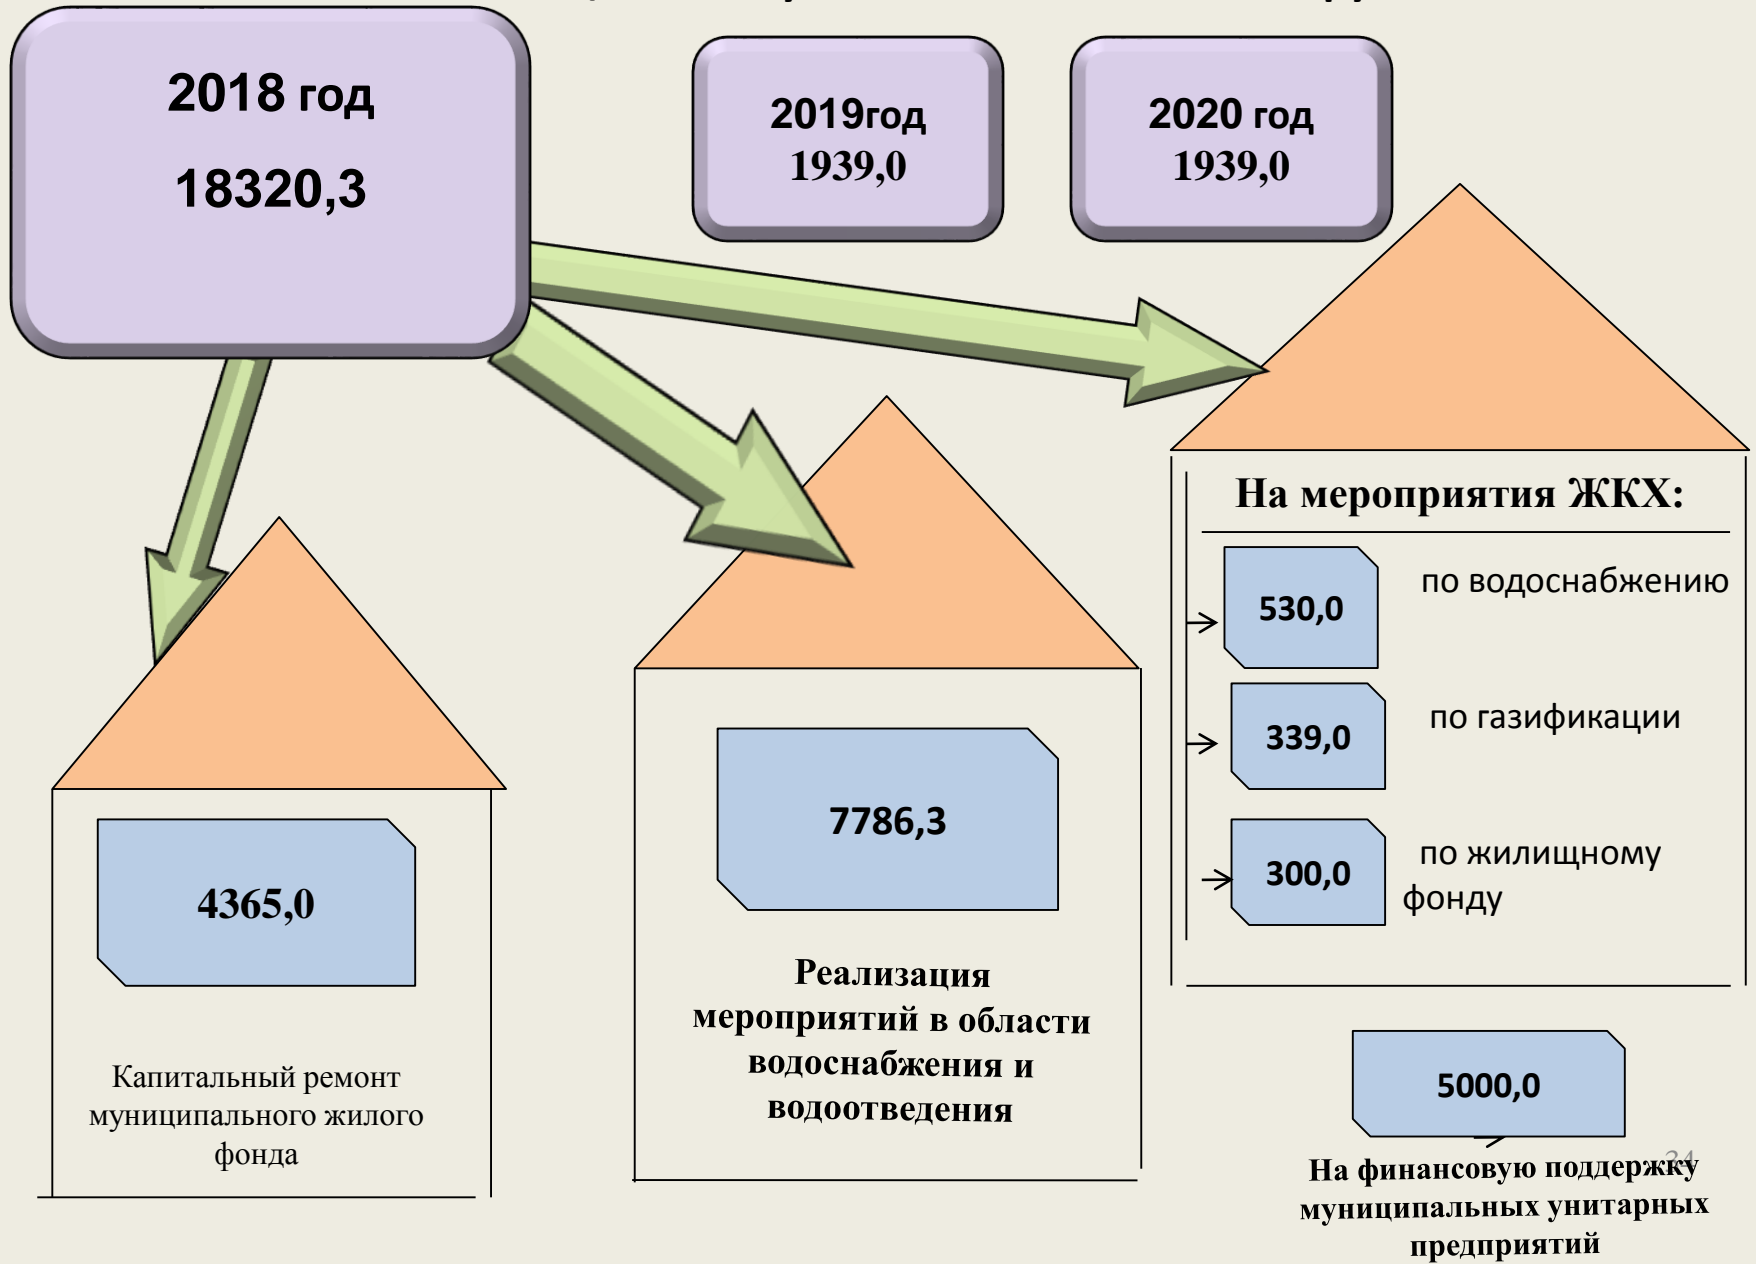 2018 год
18320,3
2019год
1939,0
2020 год
1939,0
4365,0
Капитальный ремонт
муниципального жилого
фонда
7786,3
Реализация
мероприятий в области
водоснабжения и
водоотведения
На мероприятия ЖКХ:
530,0
по водоснабжению
339,0
по газификации
300,0
по жилищному
фонду
5000,0
34
На финансовую поддержку
муниципальных унитарных
предприятий